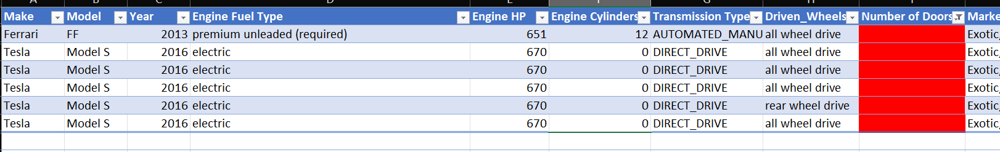 Make Model Year Engine Fuel Type Engine HP Engine Cylinders Transmission Type Driven_Wheels Number of Doors Marke
Ferrari FF 2013 premium unleaded (required) 651 12 AUTOMATED_MANU all wheel drive Exotic,
Tesla Model S 2016 electric 670 0 DIRECT_DRIVE all wheel drive Exotic,
Tesla Model S 2016 electric 670 0 DIRECT_DRIVE all wheel drive Exotic,
Tesla Model S 2016 electric 670 0 DIRECT_DRIVE all wheel drive Exotic,
Tesla Model S 2016 electric 670 0 DIRECT_DRIVE rear wheel drive Exotic,
Tesla Model S 2016 electric 670 0 DIRECT_DRIVE all wheel drive Exotic,